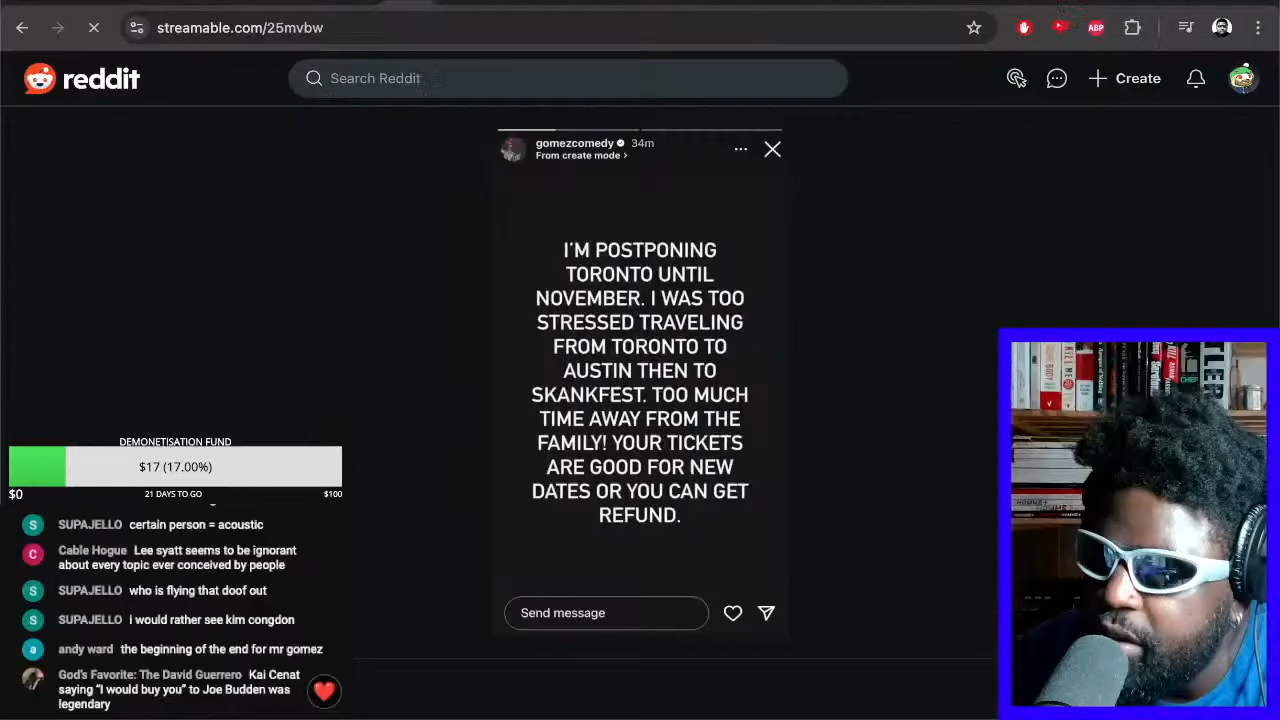 streamable.com/25mvbw
ABP
reddit
Search Reddit
Create
gomezcomedy 34m
From create mode >
I'M POSTPONING
TORONTO UNTIL
NOVEMBER. I WAS TOO
STRESSED TRAVELING
FROM TORONTO TO
AUSTIN THEN TO
SKANKFEST. TOO MUCH
TIME AWAY FROM THE
FAMILY! YOUR TICKETS
ARE GOOD FOR NEW
DATES OR YOU CAN GET
REFUND.
Send message
DEMONETISATION FUND
$17 (17.00%)
$0 21 DAYS TO GO $100
S SUPAJELLO certain person = acoustic
C Cable Hogue Lee syatt seems to be ignorant
about every topic ever conceived by people
S SUPAJELLO who is flying that doof out
S SUPAJELLO i would rather see kim congdon
a andy ward the beginning of the end for mr gomez
God's Favorite: The David Guerrero Kai Cenat
saying "I would buy you" to Joe Budden was
legendary
KILL
CHEF